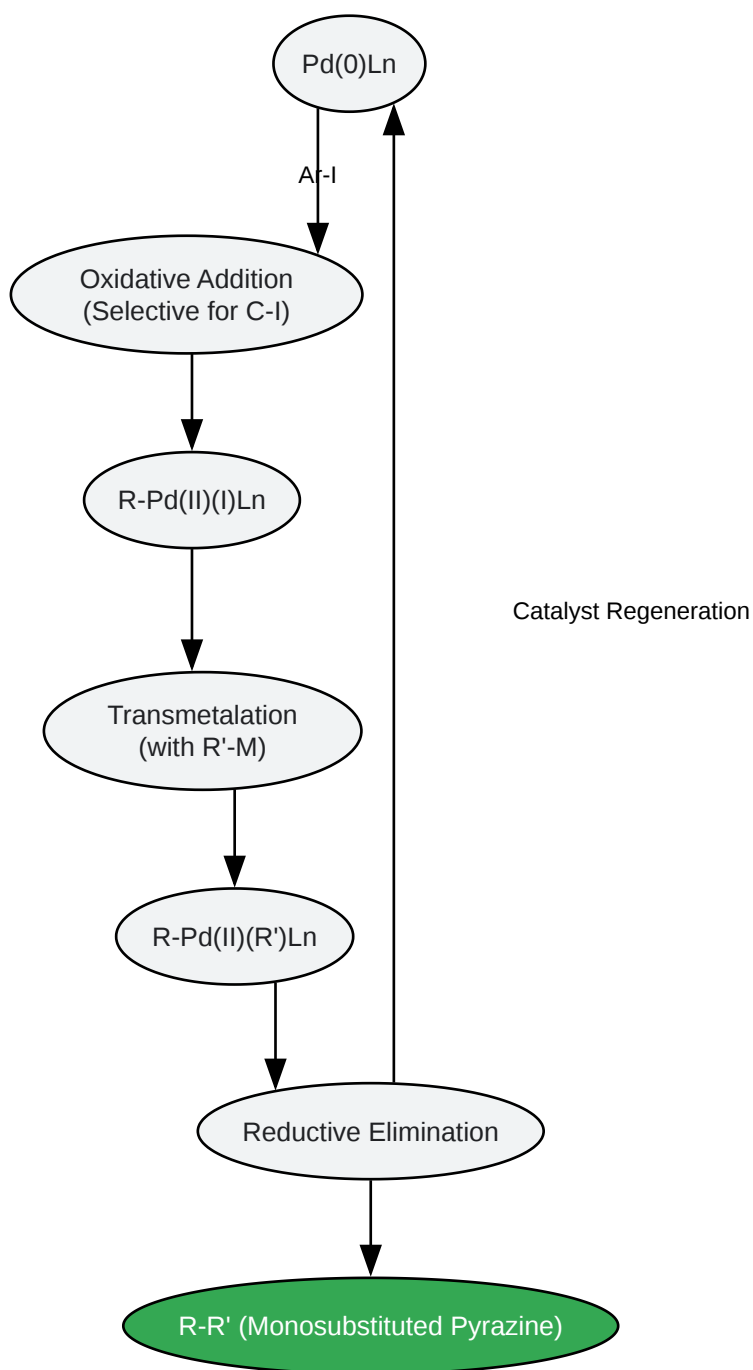 Pd(0)Ln
Ar-I
Oxidative Addition
(Selective for C-I)
R-Pd(II)(I)Ln
Catalyst Regeneration
Transmetalation
(with R'-M)
R-Pd(II)(R')Ln
Reductive Elimination
R-R' (Monosubstituted Pyrazine)